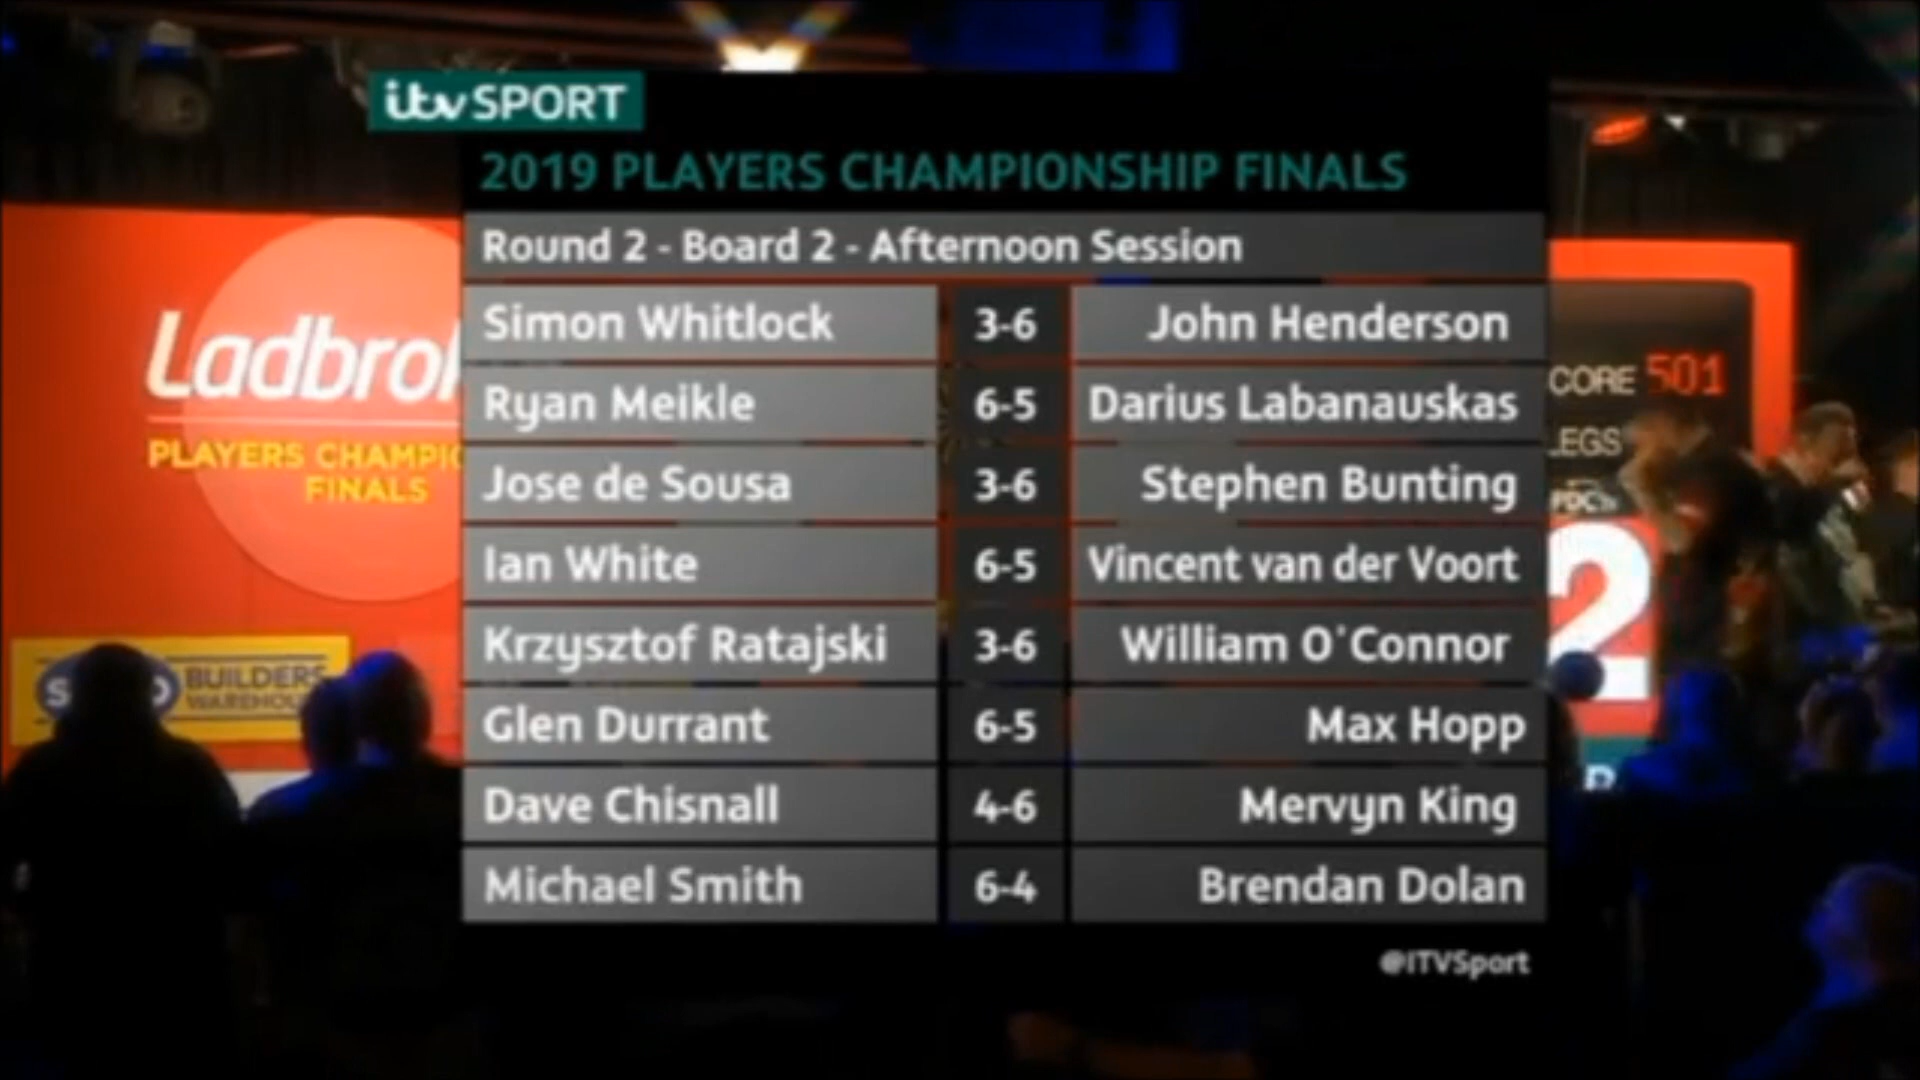 itv SPORT
2019 PLAYERS CHAMPIONSHIP FINALS
Round 2 - Board 2 - Afternoon Session
Simon Whitlock 3-6 John Henderson
Ryan Meikle 6-5 Darius Labanauskas
Jose de Sousa 3-6 Stephen Bunting
Ian White 6-5 Vincent van der Voort
Krzysztof Ratajski 3-6 William O'Connor
Glen Durrant 6-5 Max Hopp
Dave Chisnall 4-6 Mervyn King
Michael Smith 6-4 Brendan Dolan
@ITVSport
Ladbrok
PLAYERS CHAMPIO
FINALS
BUILDERS
WAREHOU
CORE 501
LEGS
PDC
2